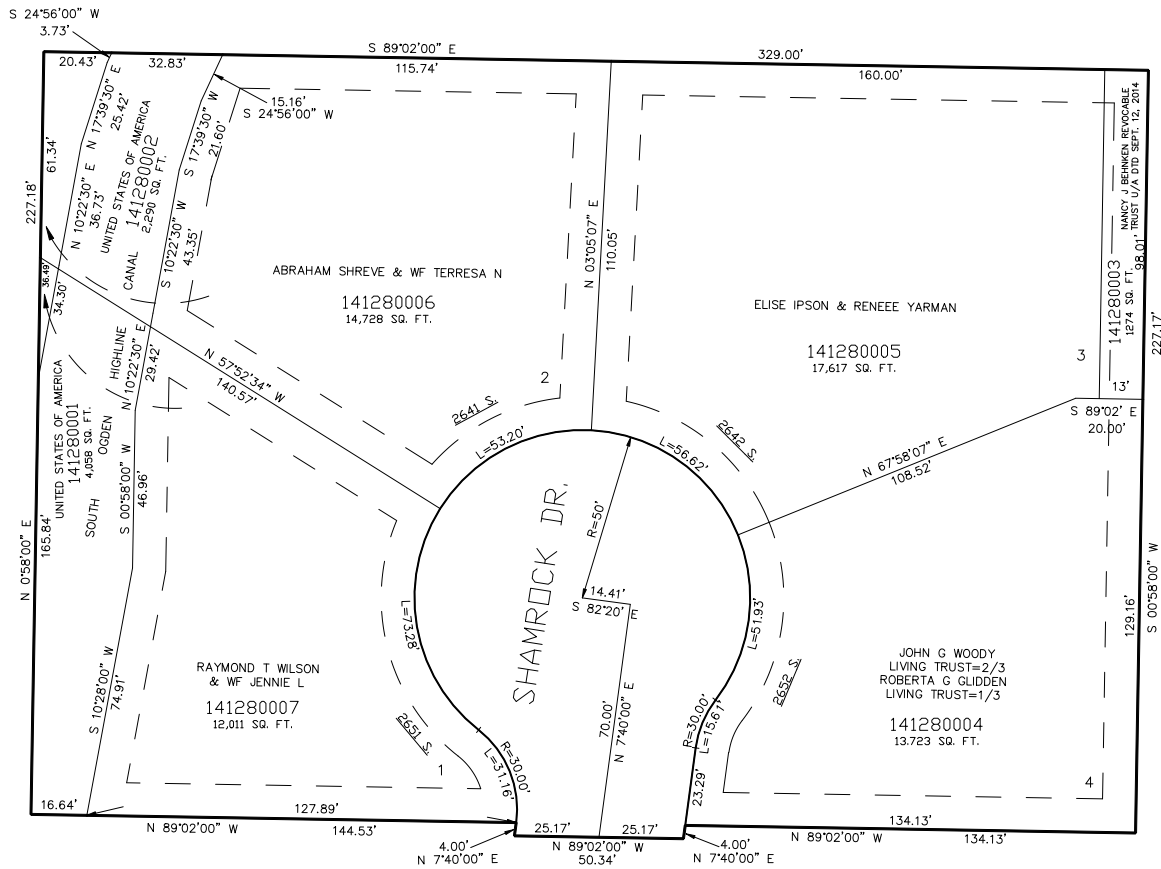 S 24°56'00" W
3.73'
20.43'
32.83'
S 89°02'00" E
115.74'
329.00'
160.00'
15.16'
S 24°56'00" W
N 17°39'30" E
25.42'
S 17°39'30" W
21.60'
61.34'
227.18'
N 10°22'30" E
36.73'
UNITED STATES OF AMERICA
141280002
2,290 SQ. FT.
CANAL
S 10°22'30" W
43.35'
36.49'
34.30'
HIGHLINE
N 10°22'30" E
29.42'
ABRAHAM SHREVE & WF TERRESA N
141280006
14,728 SQ. FT.
N 03°05'07" E
110.05'
ELISE IPSON & RENEEE YARMAN
141280005
17,617 SQ. FT.
NANCY J BEHNKEN REVOCABLE
TRUST U/A DTD SEPT. 12, 2014
98.01'
141280003
1274 SQ. FT.
227.17'
3
13'
S 89°02' E
20.00'
N 57°52'34" W
140.57'
2
2641 S.
L=53.20'
2642 S.
L=56.62'
N 67°58'07" E
108.52'
UNITED STATES OF AMERICA
141280001
4,058 SQ. FT.
OGDEN
SOUTH
S 00°58'00" W
46.96'
N 0°58'00" E
165.84'
SHAMROCK DR.
R=50'
14.41'
S 82°20' E
L=73.28'
L=51.93'
S 00°58'00" W
129.16'
RAYMOND T WILSON
& WF JENNIE L
141280007
12,011 SQ. FT.
S 10°28'00" W
74.91'
2651 S.
1
R=30.00'
L=31.16'
70.00'
N 7°40'00" E
R=30.00'
L=15.61'
23.29'
2652 S.
JOHN G WOODY
LIVING TRUST=2/3
ROBERTA G GLIDDEN
LIVING TRUST=1/3
141280004
13.723 SQ. FT.
4
16.64'
127.89'
N 89°02'00" W
144.53'
4.00'
N 7°40'00" E
25.17'
25.17'
N 89°02'00" W
50.34'
4.00'
N 7°40'00" E
134.13'
N 89°02'00" W
134.13'